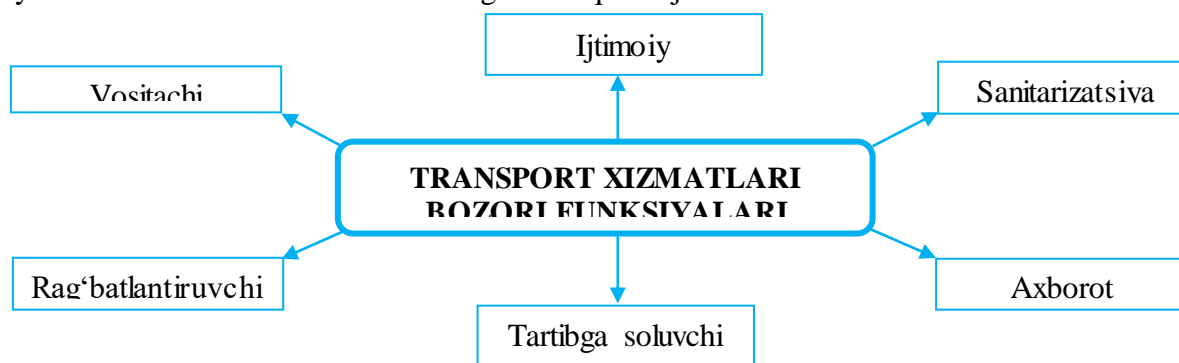 Ijtimoiy
Vositachi
Sanitarizatsiya
TRANSPORT XIZMATLARI
BOZORI FUNKSIYALARI
Rag‘batlantiruvchi
Axborot
Tartibga soluvchi